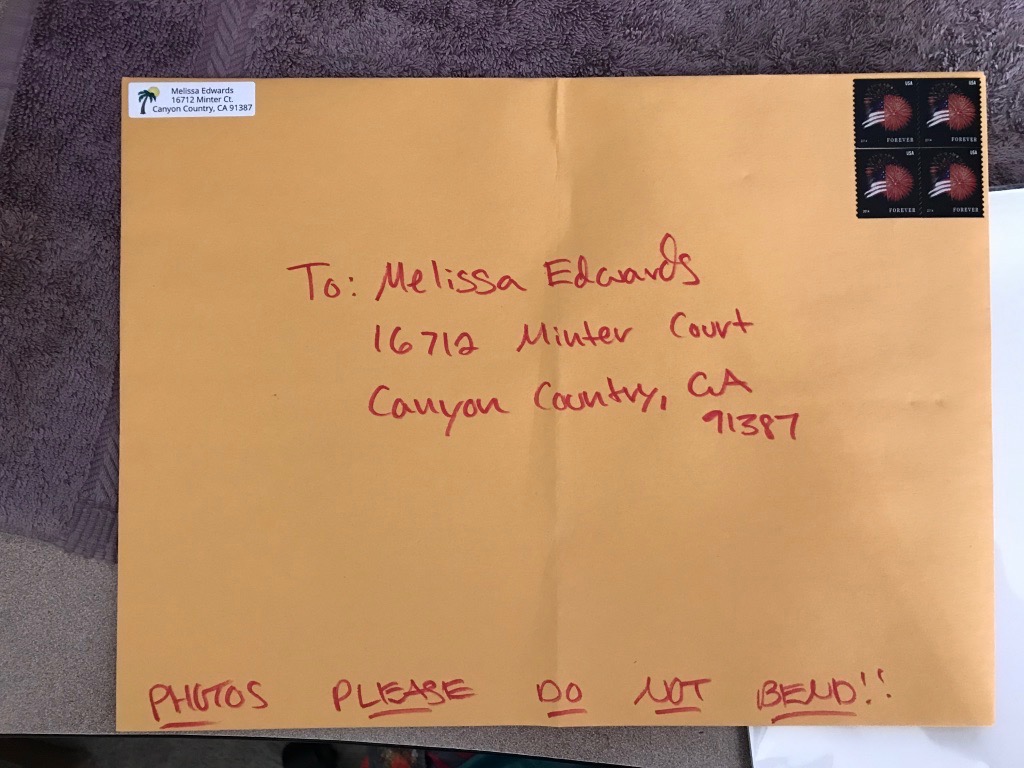 Melissa Edwards
16712 Minter Ct.
Canyon Country, CA 91387
USA
FOREVER
USA
FOREVER
USA
FOREVER
USA
FOREVER
To: Melissa Edwards
16712 Minter Court
Canyon Country, CA
91387
PHOTOS PLEASE DO NOT BEND!!